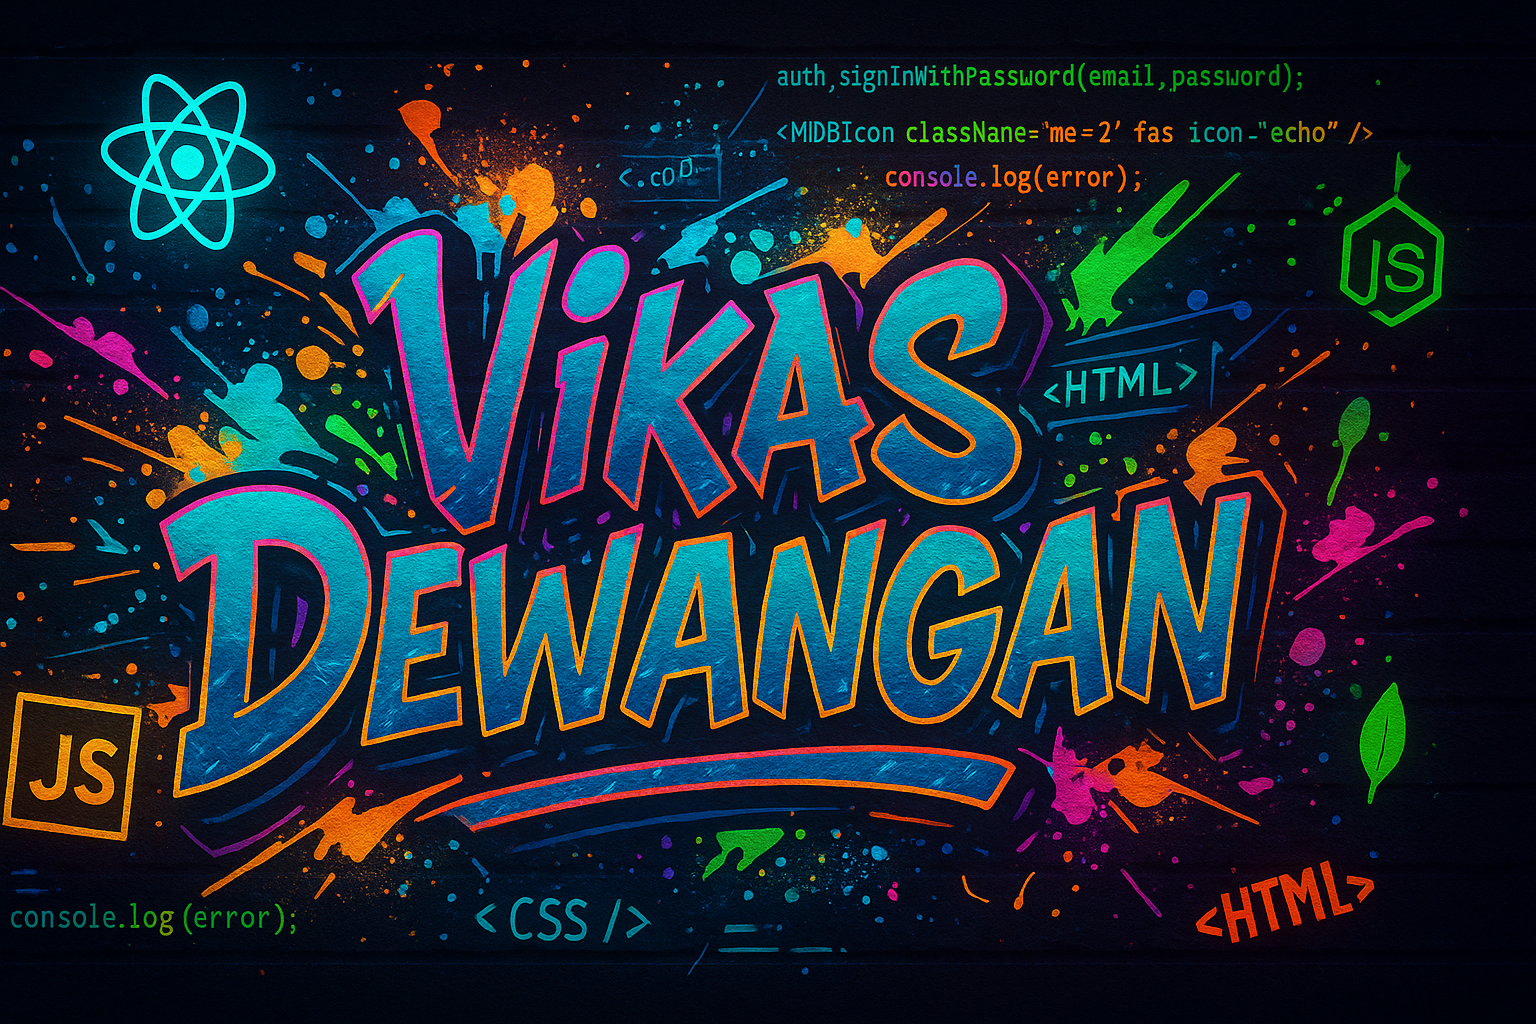 auth,signInWithPassword(email,password);
<MIDBIcon classNane="me=2' fas icon-"echo" />
console.log(error);
<.coD
JS
ViKAS
<HTML>
DEWANGAN
JS
<HTML>
console.log(error);
<CSS />